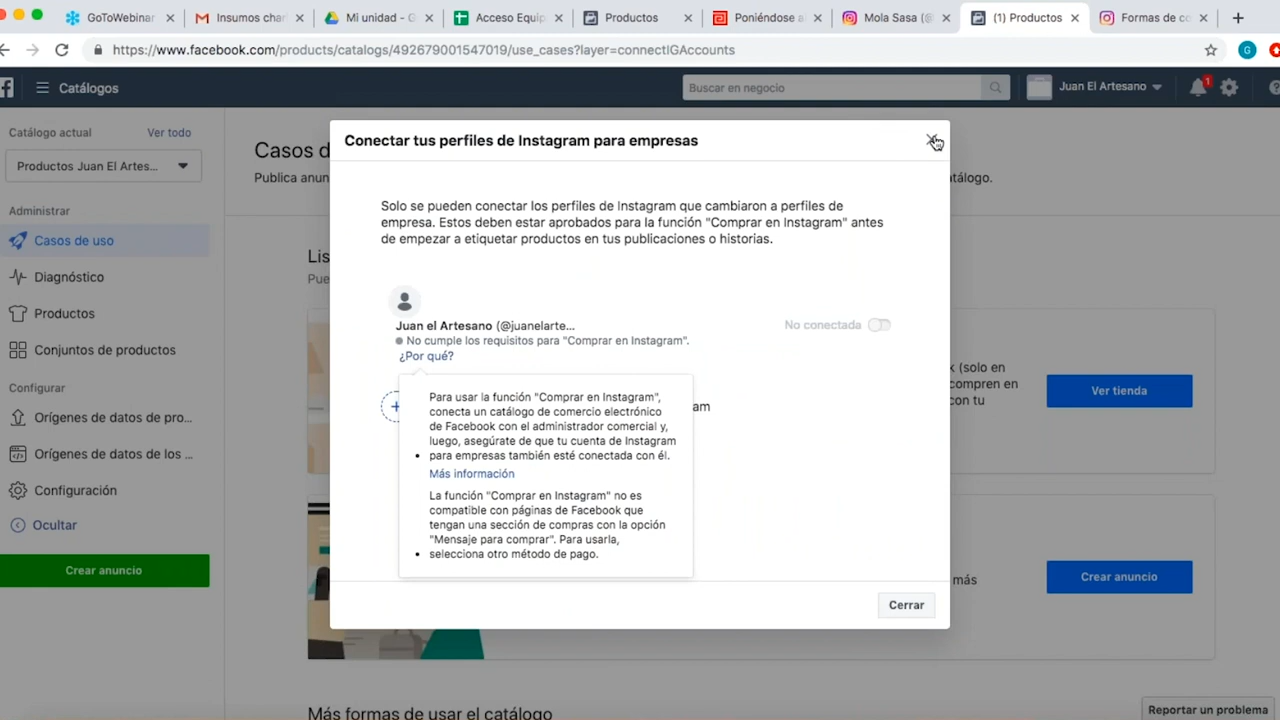 GoToWebinar
Insumos char
Mi unidad - G
Acceso Equip
Productos
Poniéndose a
Mola Sasa (@
(1) Productos
Formas de co
https://www.facebook.com/products/catalogs/492679001547019/use_cases?layer=connectIGAccounts
G
Catálogos
Buscar en negocio
Juan El Artesano
1
Catálogo actual
Ver todo
Productos Juan El Artes...
Administrar
Casos de uso
Diagnóstico
Productos
Conjuntos de productos
Configurar
Orígenes de datos de pro...
Orígenes de datos de los ...
Configuración
Ocultar
Crear anuncio
Casos d
Publica anun
tálogo.
Lis
Pue
k (solo en
compren en
con tu
Ver tienda
más
Crear anuncio
Más formas de usar el catálogo
Reportar un problema
Conectar tus perfiles de Instagram para empresas
Solo se pueden conectar los perfiles de Instagram que cambiaron a perfiles de
empresa. Estos deben estar aprobados para la función "Comprar en Instagram" antes
de empezar a etiquetar productos en tus publicaciones o historias.
Juan el Artesano (@juanelarte...
No cumple los requisitos para "Comprar en Instagram".
¿Por qué?
No conectada
am
Para usar la función "Comprar en Instagram",
conecta un catálogo de comercio electrónico
de Facebook con el administrador comercial y,
luego, asegúrate de que tu cuenta de Instagram
para empresas también esté conectada con él.
Más información
La función "Comprar en Instagram" no es
compatible con páginas de Facebook que
tengan una sección de compras con la opción
"Mensaje para comprar". Para usarla,
selecciona otro método de pago.
Cerrar